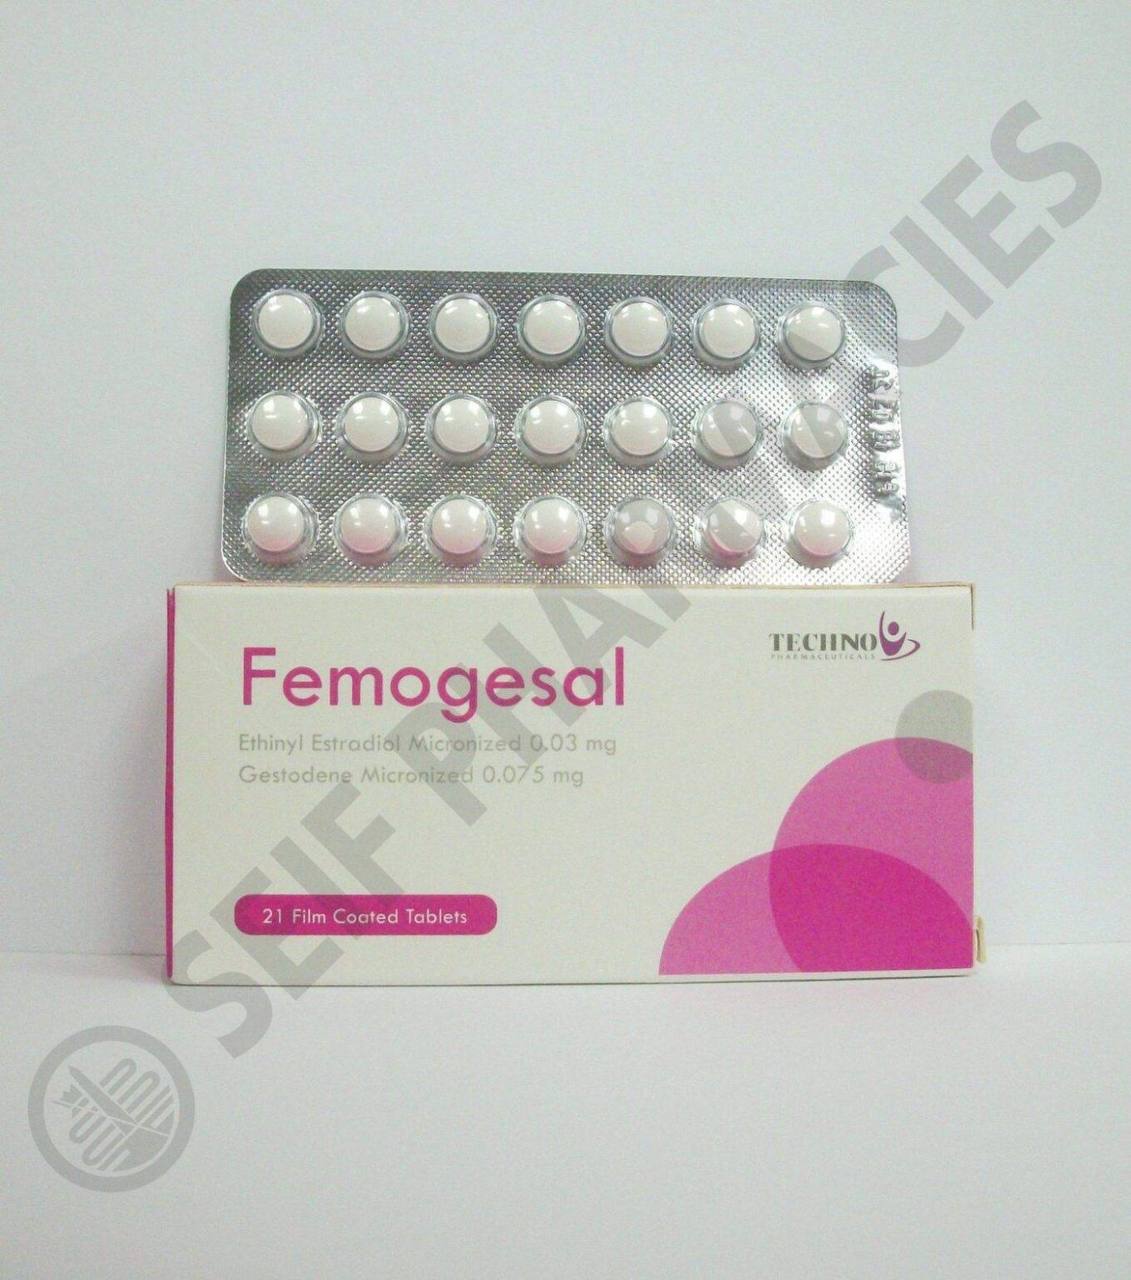 Femogesal
TECHNO
PHARMACEUTICALS
Ethinyl Estradiol Micronized 0.03 mg
Gestodene Micronized 0.075 mg
21 Film Coated Tablets
SEIF PHARMACIES